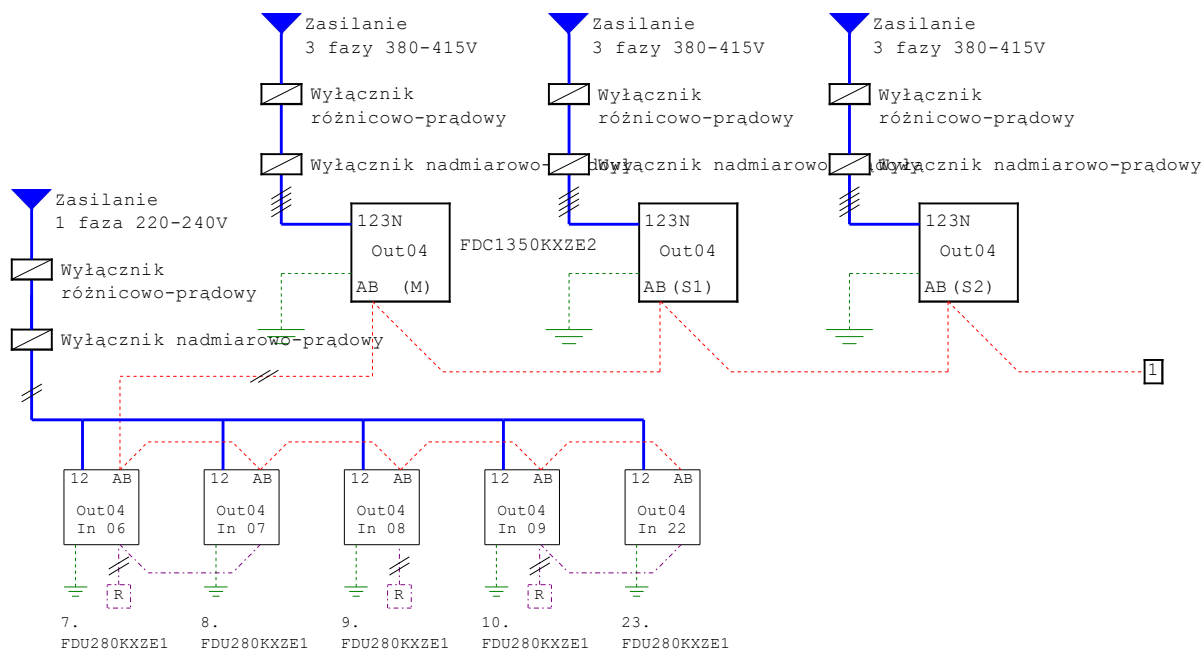 Zasilanie
3 fazy 380-415V
Zasilanie
3 fazy 380-415V
Zasilanie
3 fazy 380-415V
Wyłącznik
różnicowo-prądowy
Wyłącznik
różnicowo-prądowy
Wyłącznik
różnicowo-prądowy
Wyłącznik nadmiarowo-prądowy
Wyłącznik nadmiarowo-prądowy
Wyłącznik nadmiarowo-prądowy
Zasilanie
1 faza 220-240V
Wyłącznik
różnicowo-prądowy
Wyłącznik nadmiarowo-prądowy
123N
Out04
AB (M)
FDC1350KXZE2
123N
Out04
AB (S1)
123N
Out04
AB (S2)
1
12 AB
Out04
In 06
12 AB
Out04
In 07
12 AB
Out04
In 08
12 AB
Out04
In 09
12 AB
Out04
In 22
R
R
R
7.
FDU280KXZE1
8.
FDU280KXZE1
9.
FDU280KXZE1
10.
FDU280KXZE1
23.
FDU280KXZE1